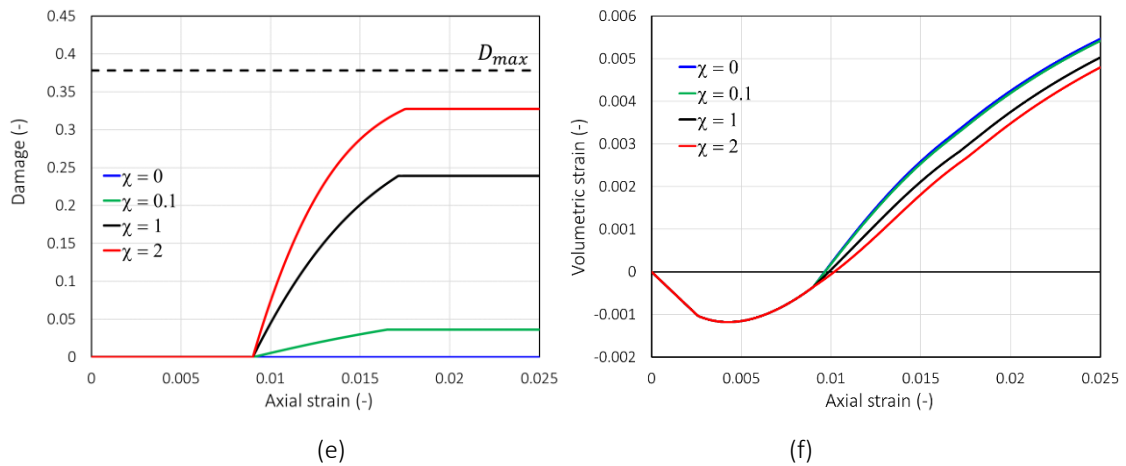 0.45
0.4
0.35
0.3
0.25
0.2
0.15
0.1
0.05
0
Damage (-)
D_max
χ = 0
χ = 0.1
χ = 1
χ = 2
0 0.005 0.01 0.015 0.02 0.025
Axial strain (-)
(e)
0.006
0.005
0.004
0.003
0.002
0.001
0
-0.001
-0.002
Volumetric strain (-)
χ = 0
χ = 0.1
χ = 1
χ = 2
0 0.005 0.01 0.015 0.02 0.025
Axial strain (-)
(f)